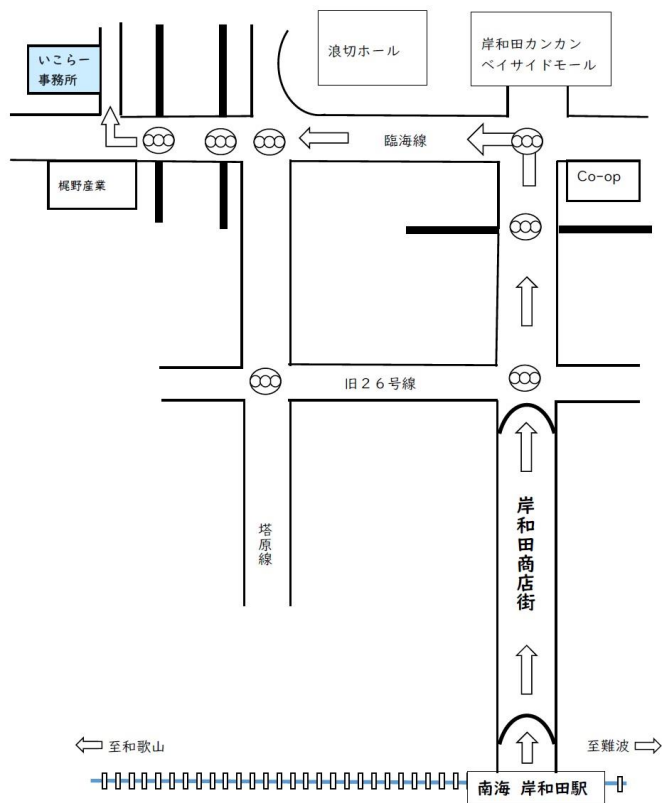 いこらー
事務所
浪切ホール
岸和田カンカン
ベイサイドモール
臨海線
梶野産業
Co-op
旧２６号線
塔原線
岸和田商店街
至和歌山
至難波
南海 岸和田駅